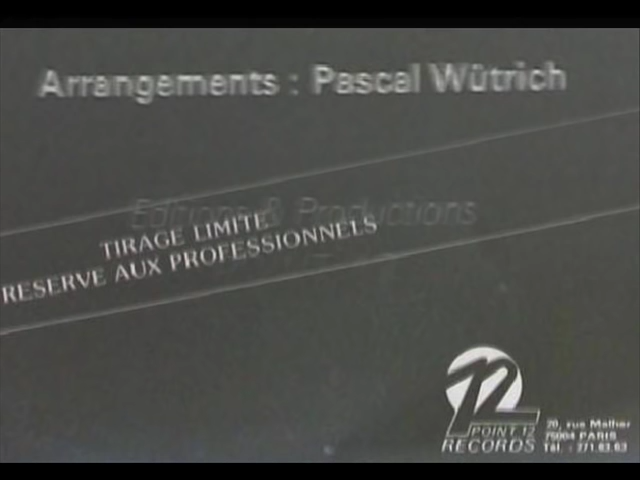 Arrangements : Pascal Wütrich
Editions & Productions
TIRAGE LIMITE
RESERVE AUX PROFESSIONNELS
12
POINT 12
RECORDS
20, rue Malher
75004 PARIS
Tél. : 271.63.63